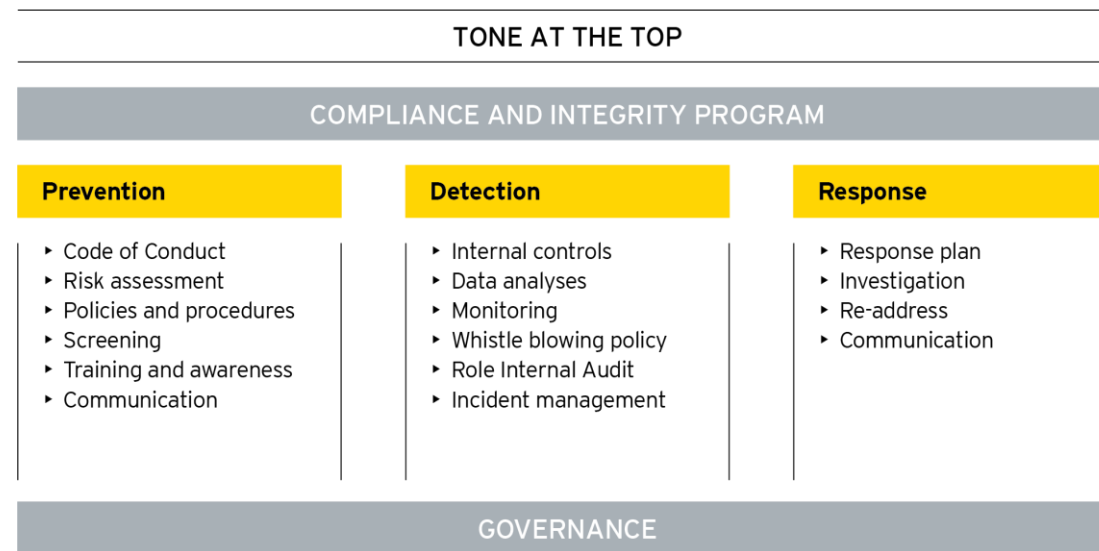 TONE AT THE TOP
COMPLIANCE AND INTEGRITY PROGRAM
Prevention
‣ Code of Conduct
‣ Risk assessment
‣ Policies and procedures
‣ Screening
‣ Training and awareness
‣ Communication
Detection
‣ Internal controls
‣ Data analyses
‣ Monitoring
‣ Whistle blowing policy
‣ Role Internal Audit
‣ Incident management
Response
‣ Response plan
‣ Investigation
‣ Re-address
‣ Communication
GOVERNANCE